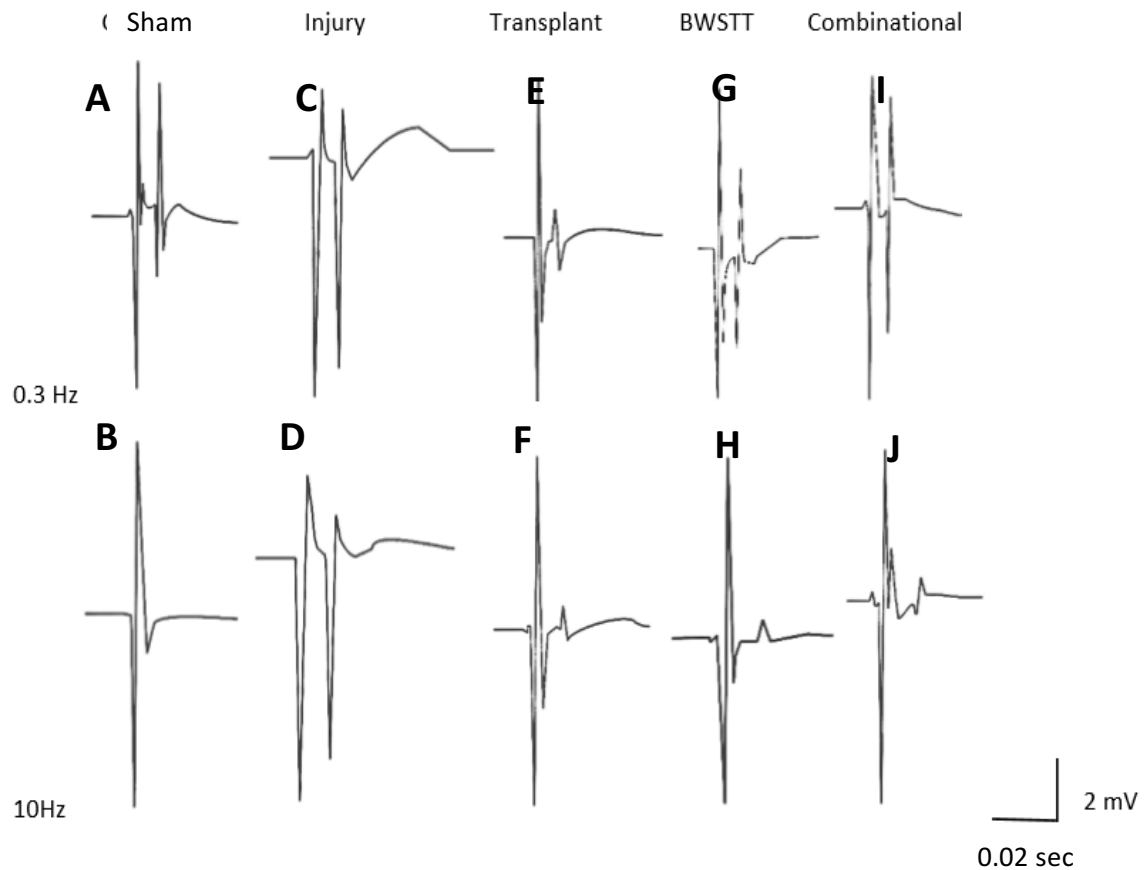 Sham Injury Transplant BWSTT Combinational
A C E G I
0.3 Hz
B D F H J
10Hz
2 mV
0.02 sec